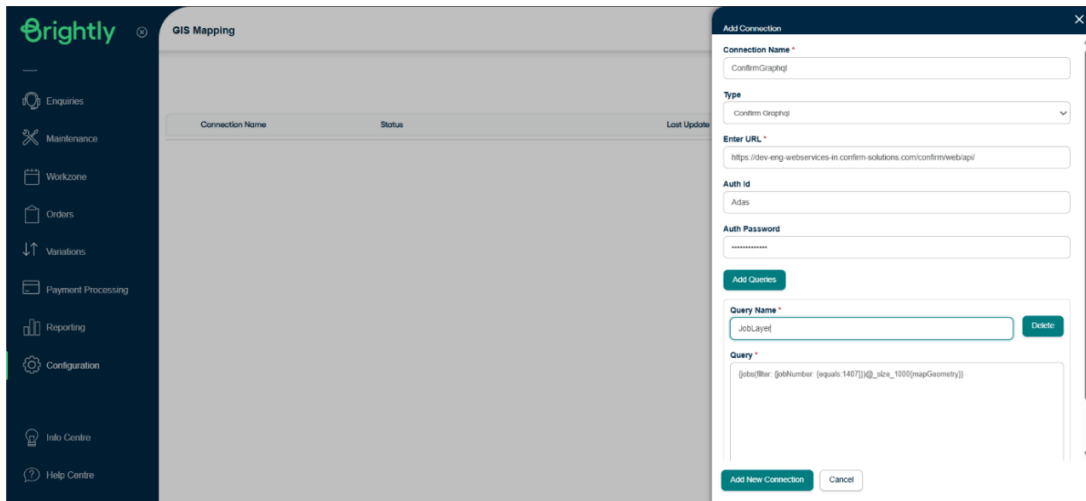 Brightly
Enquiries
Maintenance
Workzone
Orders
Variations
Payment Processing
Reporting
Configuration
Info Centre
Help Centre
GIS Mapping
Connection Name Status Last Update
Add Connection
Connection Name *
ConfirmGraphql
Type
Confirm Graphql
Enter URL *
https://dev-eng-webservices-in.confirm-solutions.com/confirm/web/api/
Auth Id
Adas
Auth Password
Add Queries
Query Name *
JobLayer
Delete
Query *
{jobs(filter: {jobNumber: {equals:1407}})@_size_1000{mapGeometry}}
Add New Connection Cancel